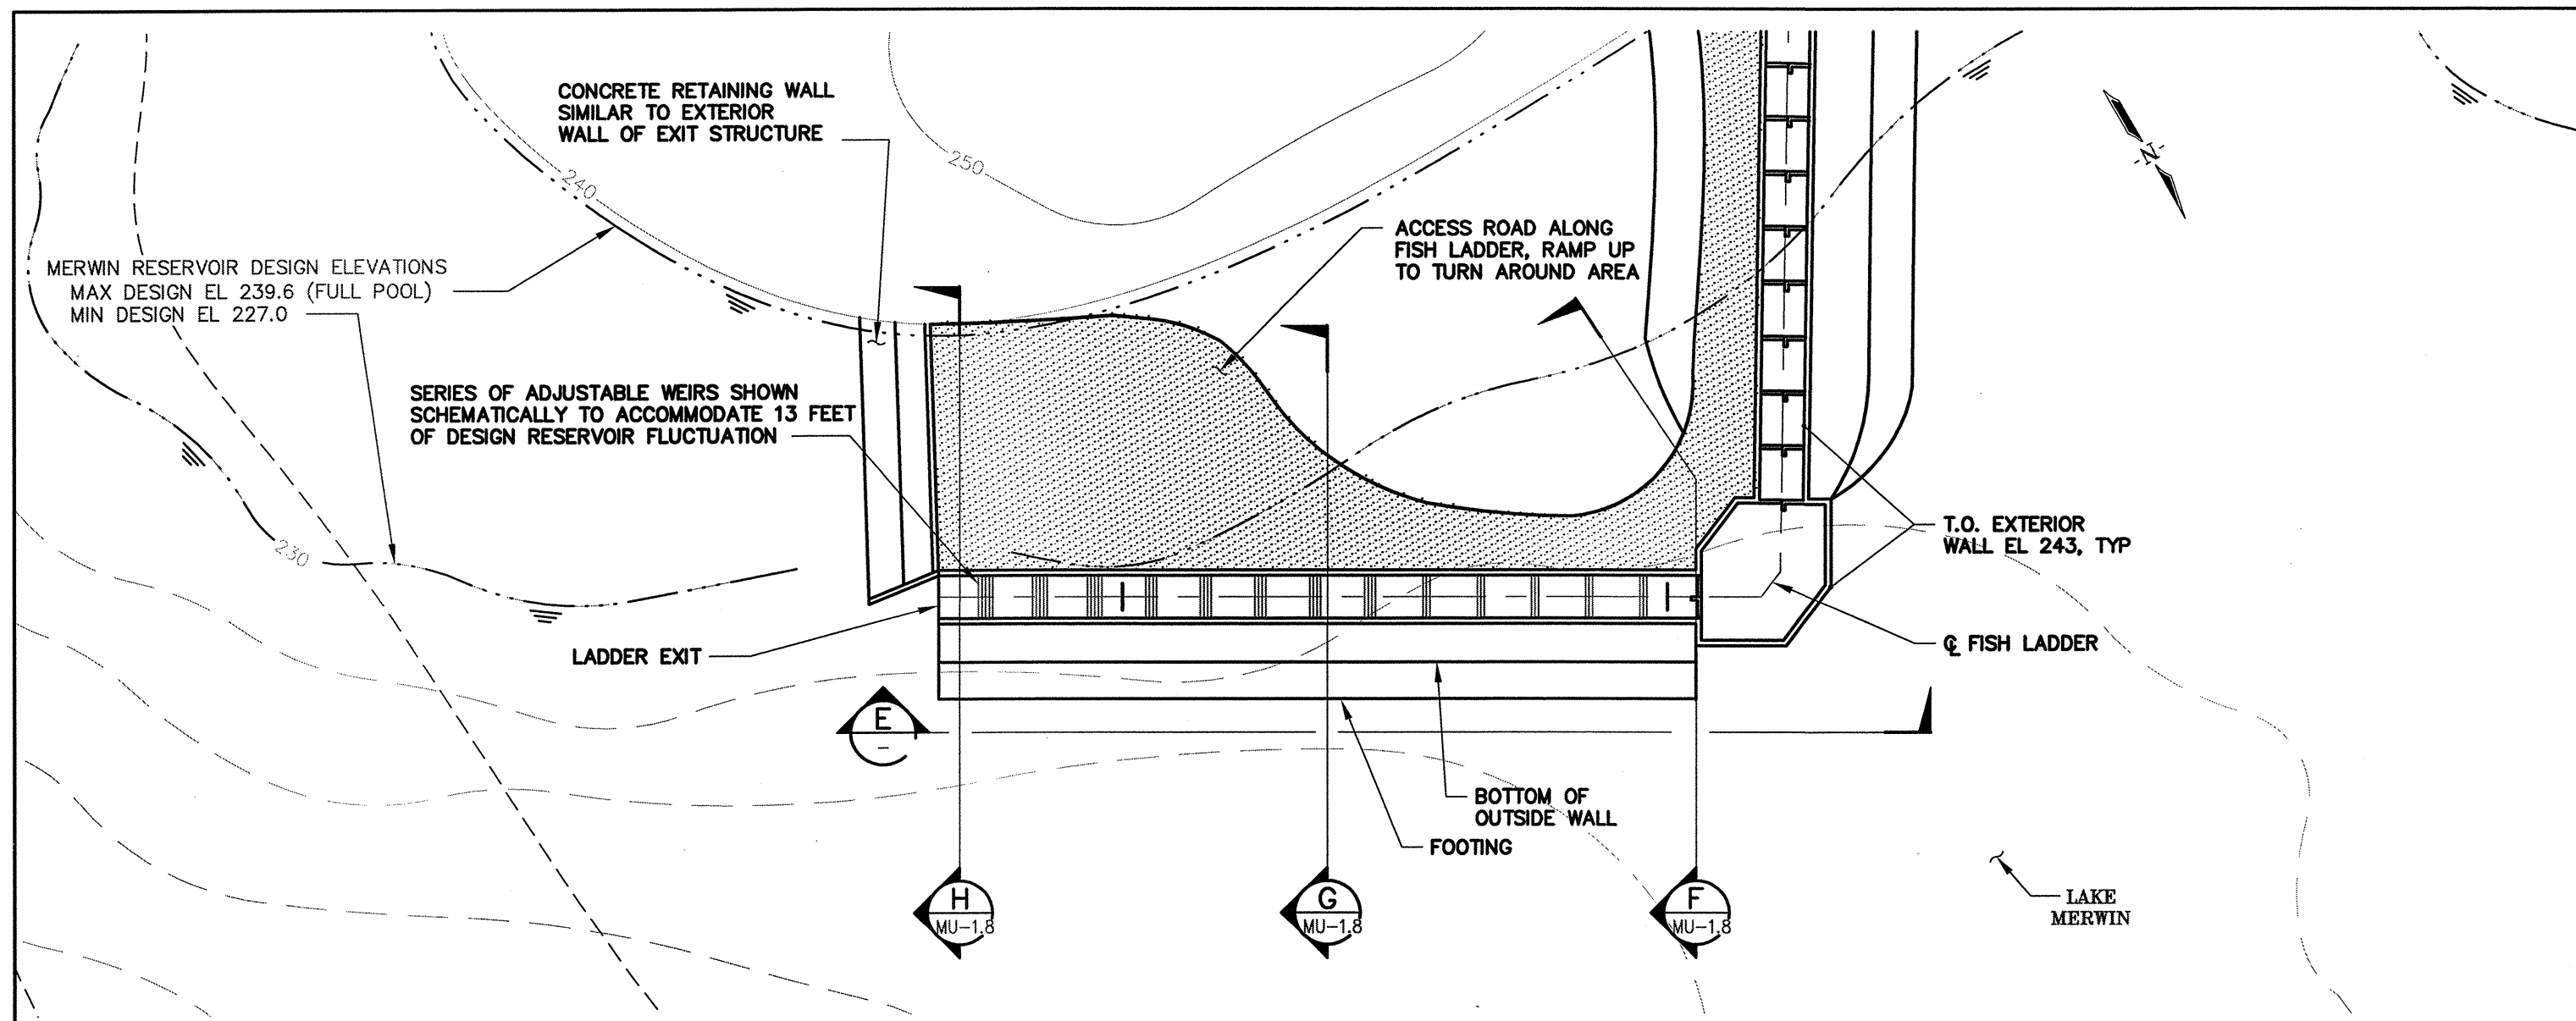 CONCRETE RETAINING WALL
SIMILAR TO EXTERIOR
WALL OF EXIT STRUCTURE
250
240
N
ACCESS ROAD ALONG
FISH LADDER, RAMP UP
TO TURN AROUND AREA
MERWIN RESERVOIR DESIGN ELEVATIONS
MAX DESIGN EL 239.6 (FULL POOL)
MIN DESIGN EL 227.0
SERIES OF ADJUSTABLE WEIRS SHOWN
SCHEMATICALLY TO ACCOMMODATE 13 FEET
OF DESIGN RESERVOIR FLUCTUATION
230
T.O. EXTERIOR
WALL EL 243, TYP
LADDER EXIT
℄ FISH LADDER
E
-
BOTTOM OF
OUTSIDE WALL
FOOTING
H
MU-1.8
G
MU-1.8
F
MU-1.8
LAKE
MERWIN